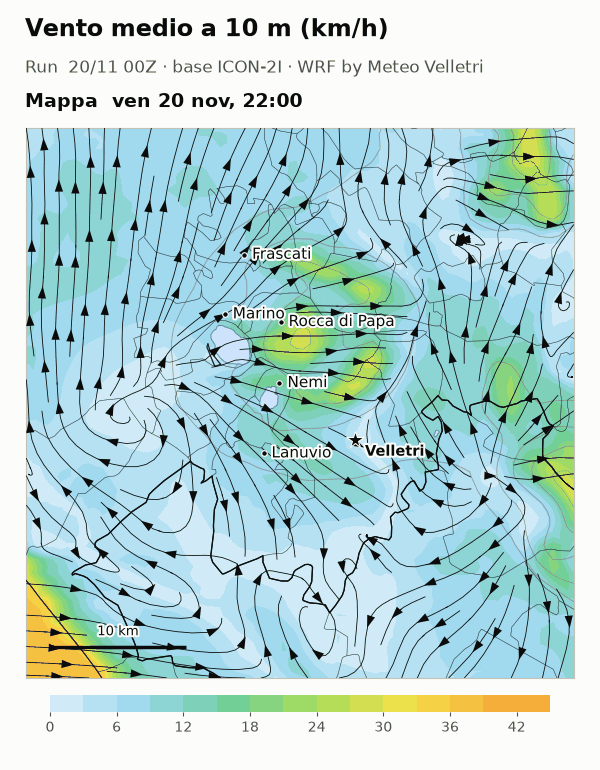 Vento medio a 10 m (km/h)
Run  20/11 00Z · base ICON-2I · WRF by Meteo Velletri
Mappa  ven 20 nov, 22:00
Frascati
Marino
Rocca di Papa
Nemi
Velletri
Lanuvio
10 km
0 6 12 18 24 30 36 42